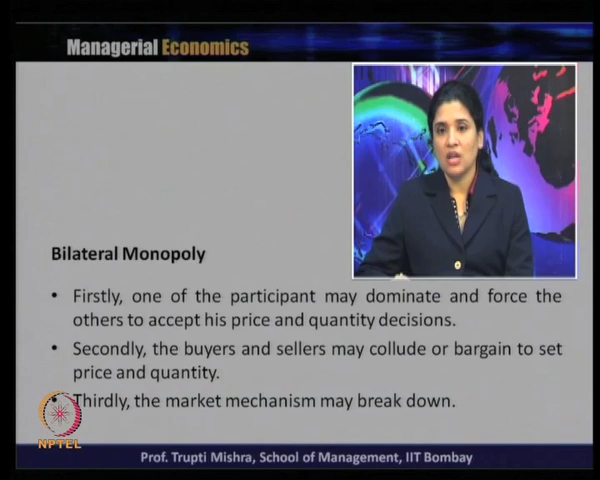 Managerial Economics
Bilateral Monopoly
• Firstly, one of the participant may dominate and force the
others to accept his price and quantity decisions.
• Secondly, the buyers and sellers may collude or bargain to set
price and quantity.
• Thirdly, the market mechanism may break down.
NPTEL
Prof. Trupti Mishra, School of Management, IIT Bombay